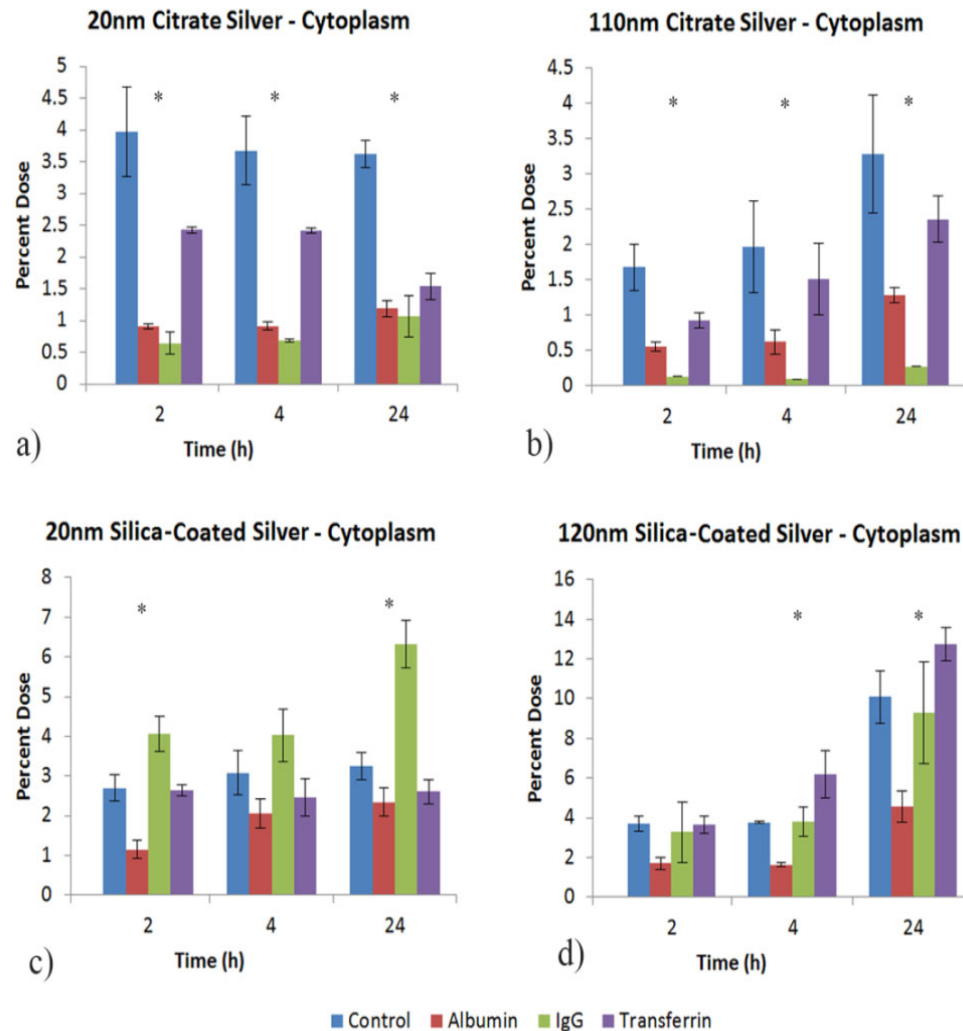 20nm Citrate Silver - Cytoplasm
5
4.5
4
3.5
3
2.5
2
1.5
1
0.5
0
Percent Dose
* * *
2 4 24
Time (h)
a)
110nm Citrate Silver - Cytoplasm
4.5
4
3.5
3
2.5
2
1.5
1
0.5
0
Percent Dose
* * *
2 4 24
Time (h)
b)
20nm Silica-Coated Silver - Cytoplasm
8
7
6
5
4
3
2
1
0
Percent Dose
* *
2 4 24
Time (h)
c)
120nm Silica-Coated Silver - Cytoplasm
16
14
12
10
8
6
4
2
0
Percent Dose
* *
2 4 24
Time (h)
d)
Control Albumin IgG Transferrin